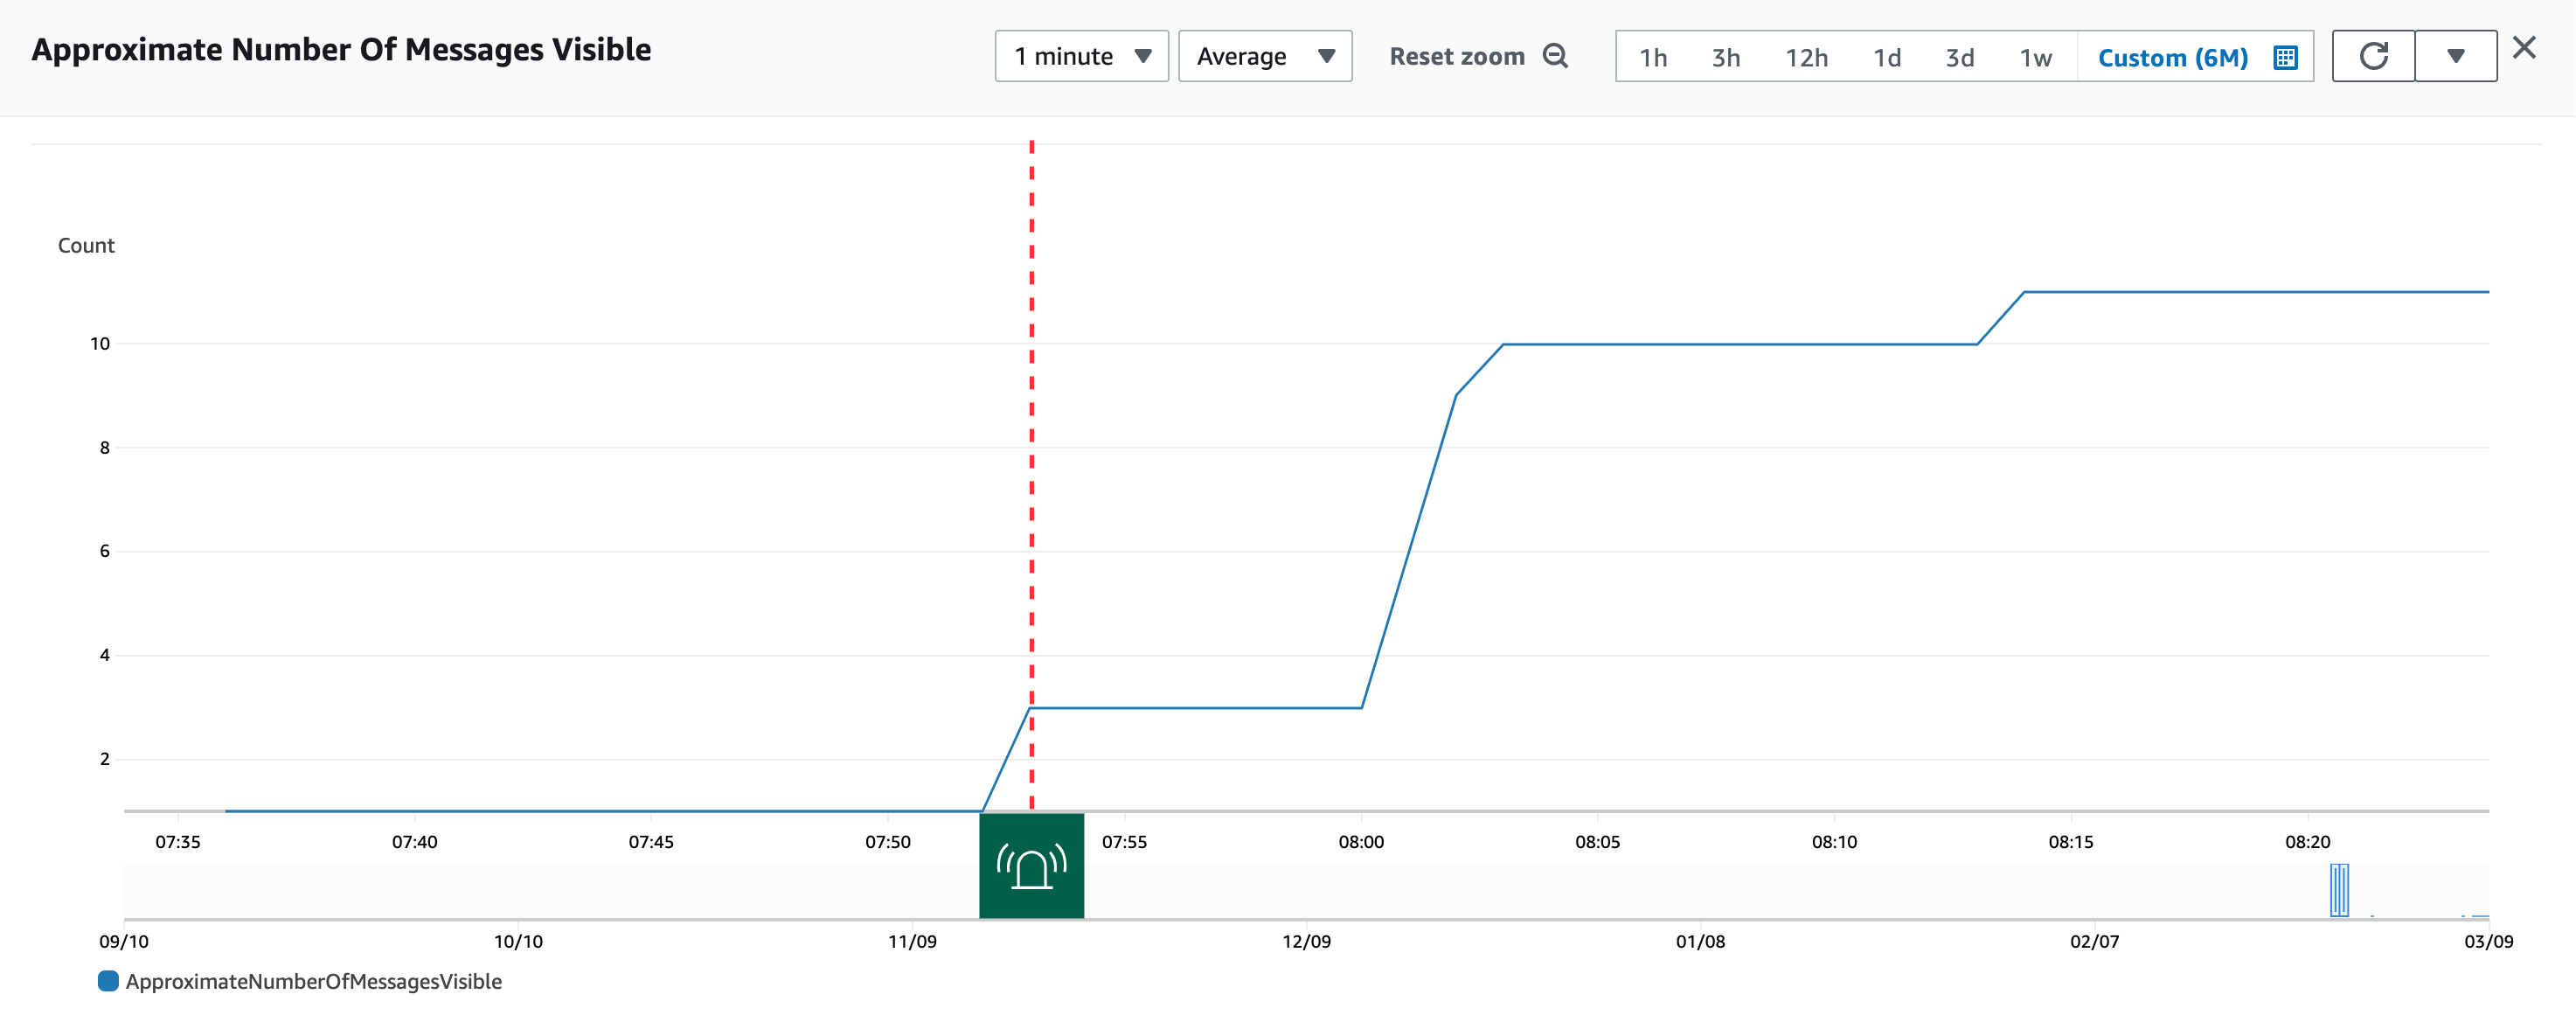 Approximate Number Of Messages Visible
1 minute
Average
Reset zoom
1h 3h 12h 1d 3d 1w Custom (6M)
Count
10
8
6
4
2
07:35 07:40 07:45 07:50 07:55 08:00 08:05 08:10 08:15 08:20
09/10 10/10 11/09 12/09 01/08 02/07 03/09
ApproximateNumberOfMessagesVisible